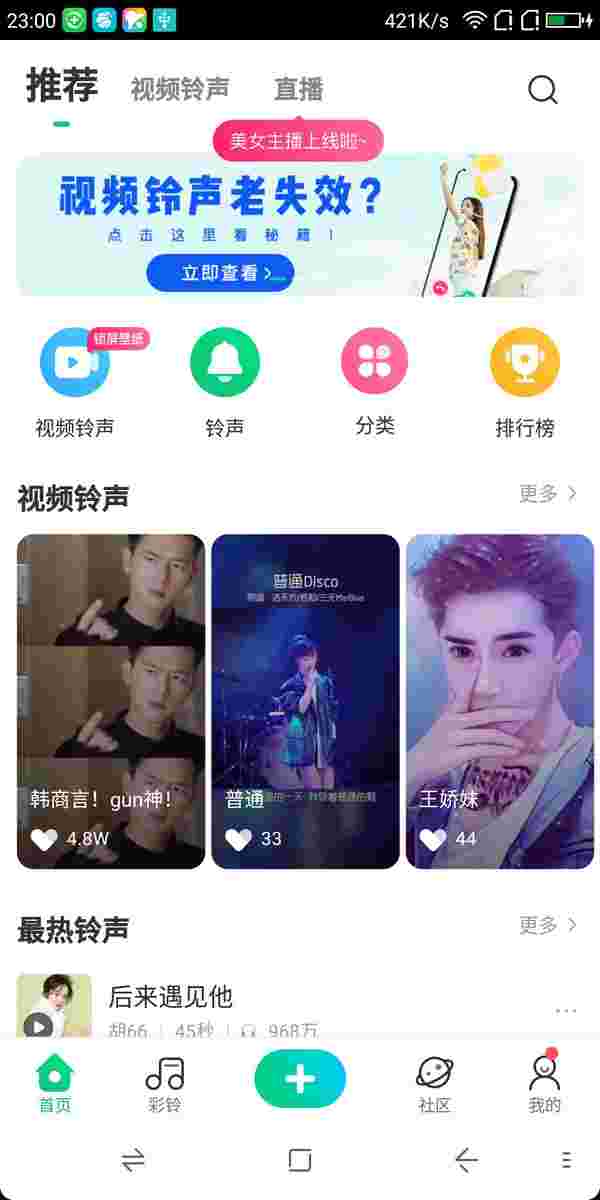 23:00
421K/s
推荐 视频铃声 直播
美女主播上线啦~
视频铃声老失效？
点击这里看秘籍！
立即查看
锁屏壁纸
视频铃声 铃声 分类 排行榜
视频铃声 更多
普通Disco
韩商言！gun神！ 普通 王娇妹
4.8W 33 44
最热铃声 更多
后来遇见他
胡66 | 45秒 | 968万
首页 彩铃 社区 我的